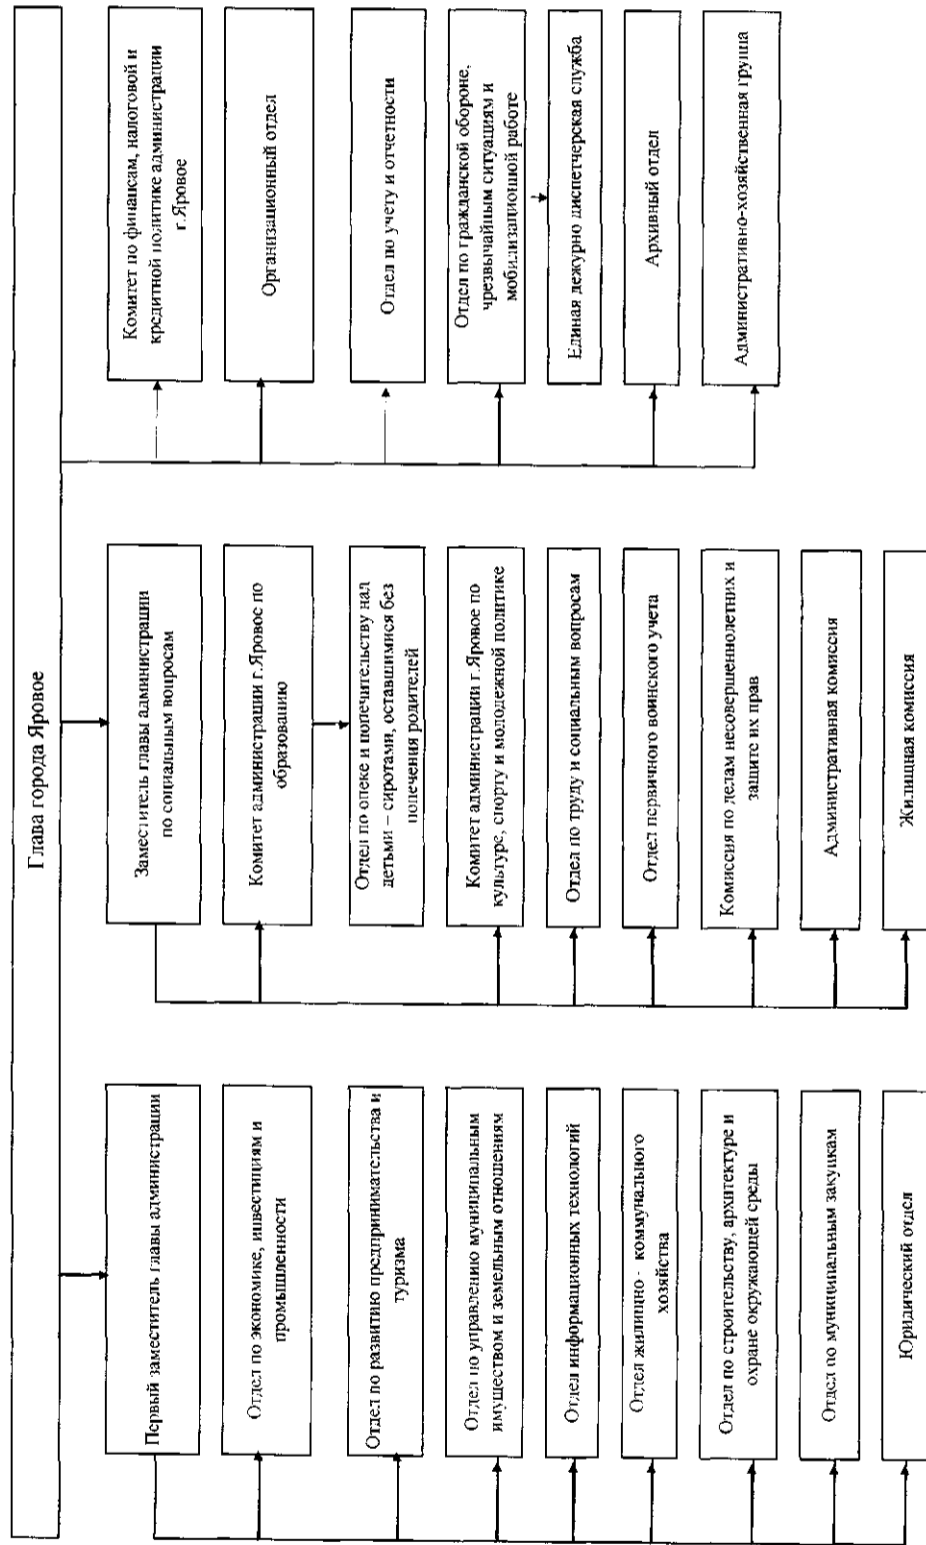 Глава города Яровое
Первый заместитель главы администрации
Отдел по экономике, инвестициям и
промышленности
Отдел по развитию предпринимательства и
туризма
Отдел по управлению муниципальным
имуществом и земельным отношениям
Отдел информационных технологий
Отдел жилищно - коммунального
хозяйства
Отдел по строительству, архитектуре и
охране окружающей среды
Отдел по муниципальным закупкам
Юридический отдел
Заместитель главы администрации
по социальным вопросам
Комитет администрации г.Яровое по
образованию
Отдел по опеке и попечительству над
детьми – сиротами, оставшимися без
попечения родителей
Комитет администрации г.Яровое по
культуре, спорту и молодежной политике
Отдел по труду и социальным вопросам
Отдел первичного воинского учета
Комиссия по делам несовершеннолетних и
защите их прав
Административная комиссия
Жилищная комиссия
Комитет по финансам, налоговой и
кредитной политике администрации
г.Яровое
Организационный отдел
Отдел по учету и отчетности
Отдел по гражданской обороне,
чрезвычайным ситуациям и
мобилизационной работе
Единая дежурно диспетчерская служба
Архивный отдел
Административно-хозяйственная группа